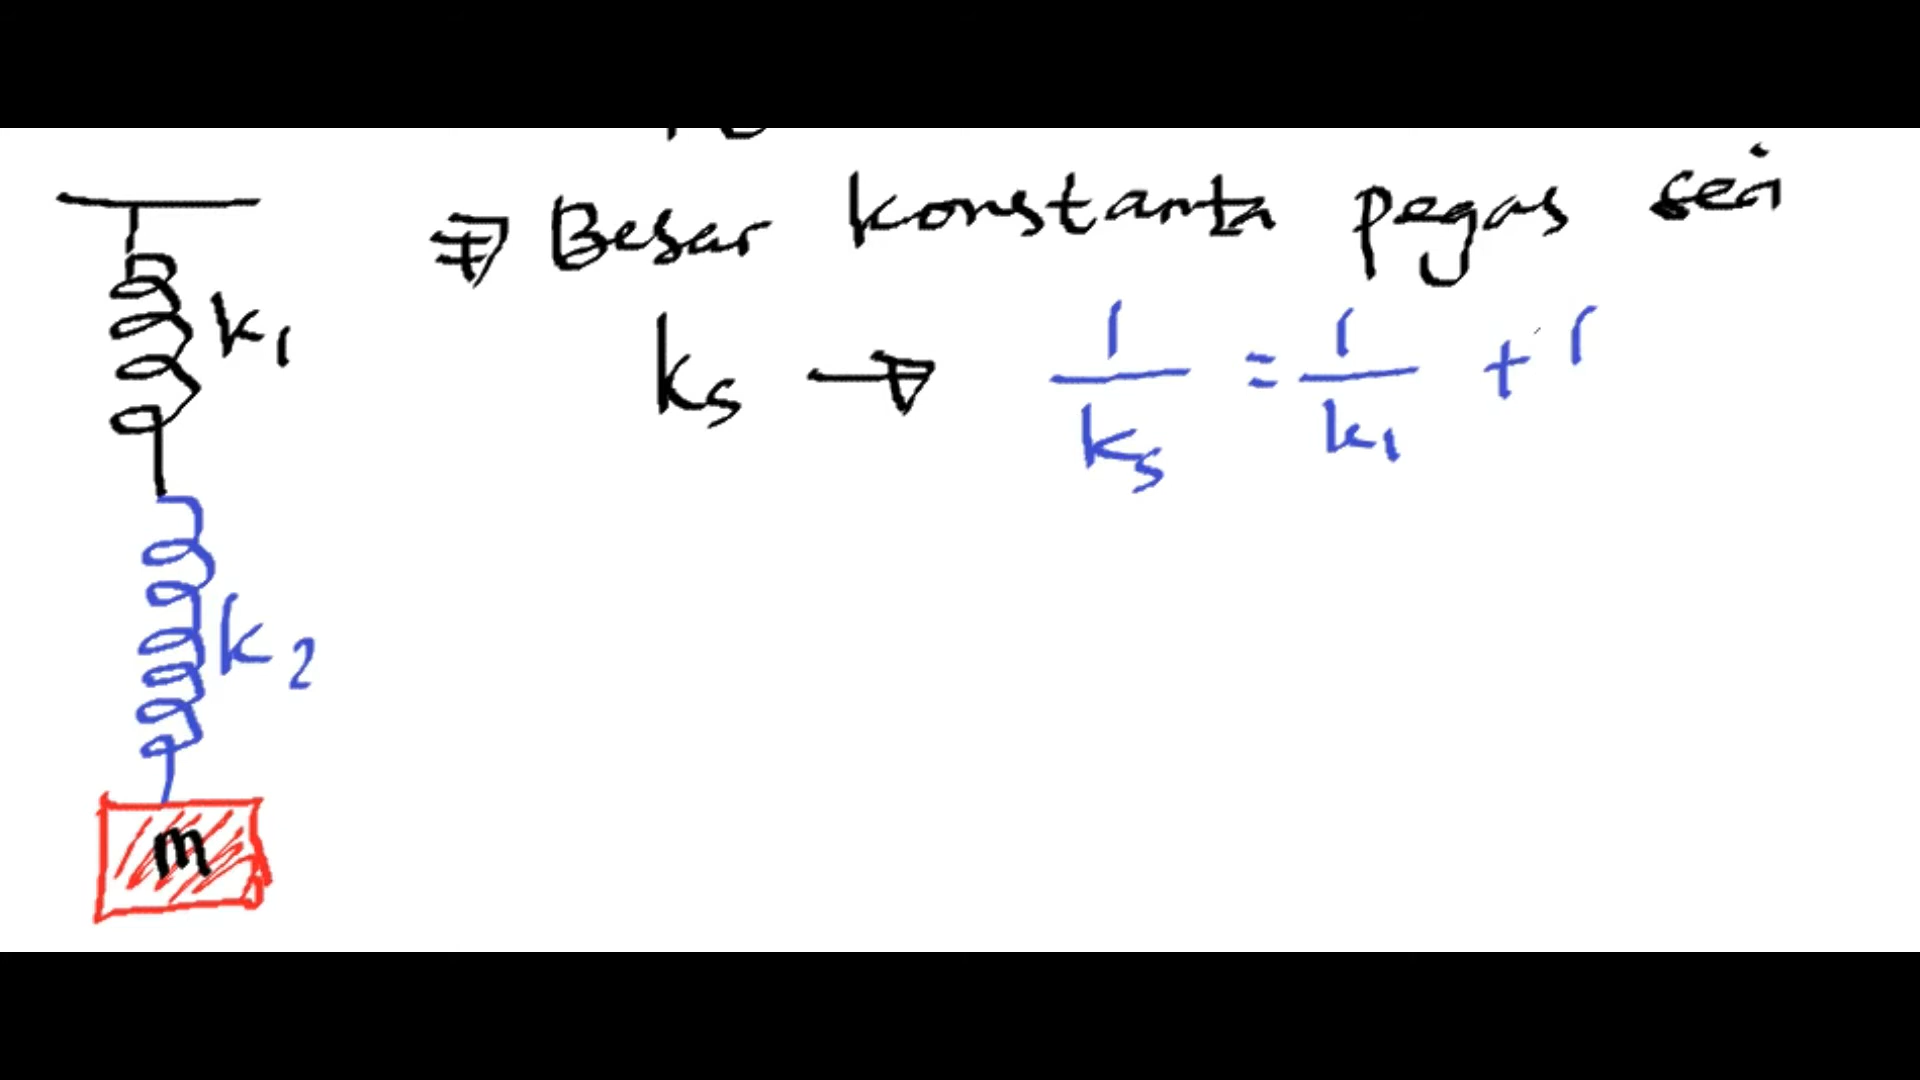 Besar konstanta pegas seri
k1
ks → 1/ks = 1/k1 + 1
k2
m